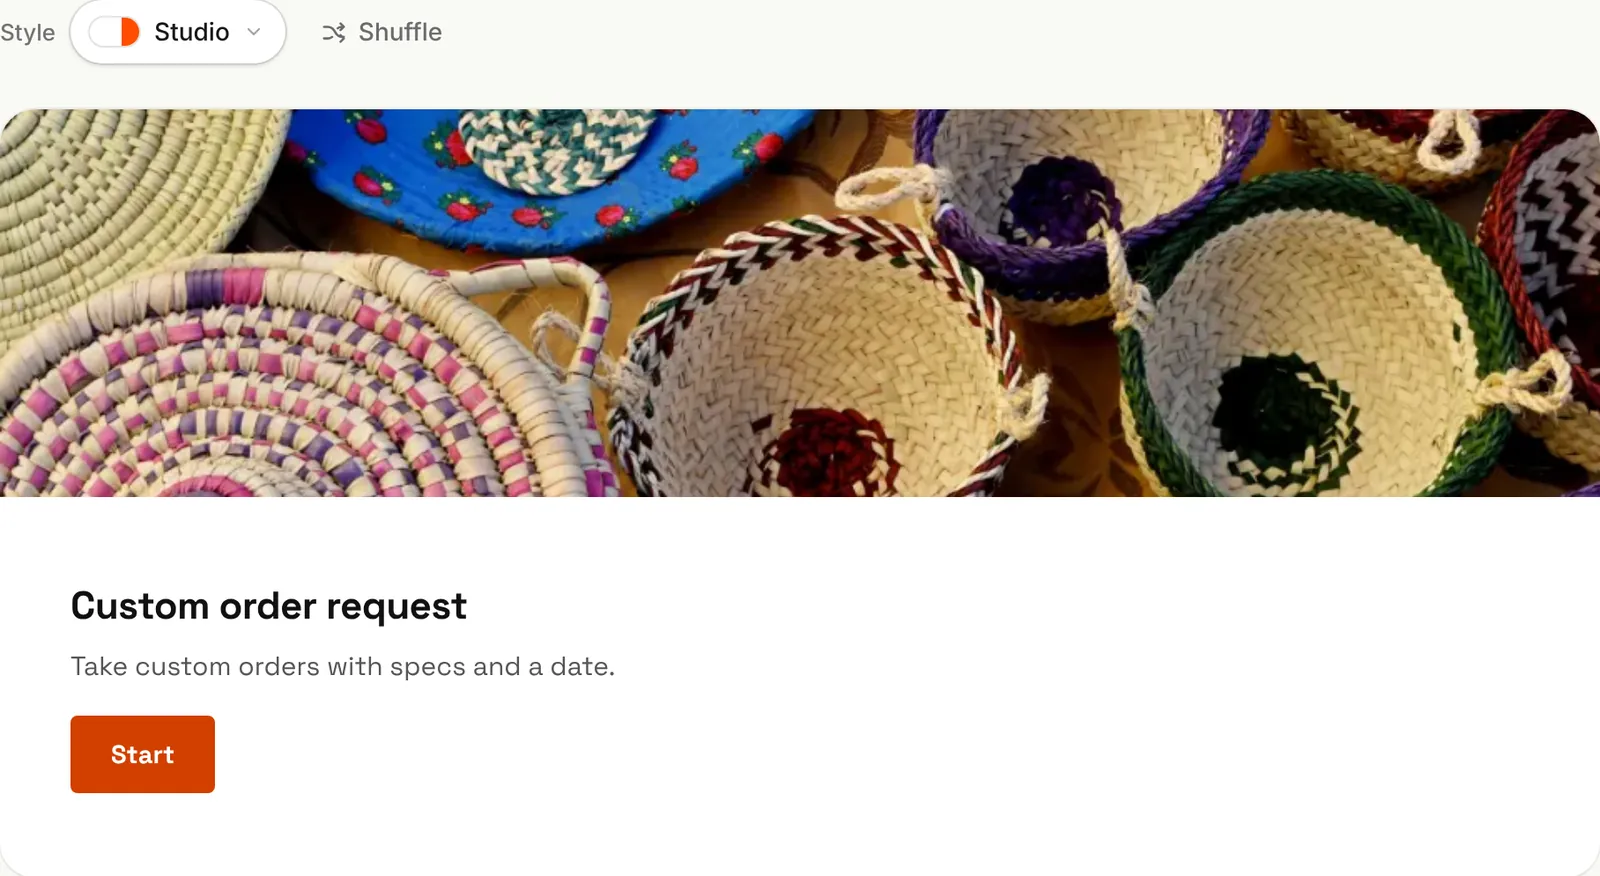 Style
Studio
Shuffle
Custom order request
Take custom orders with specs and a date.
Start